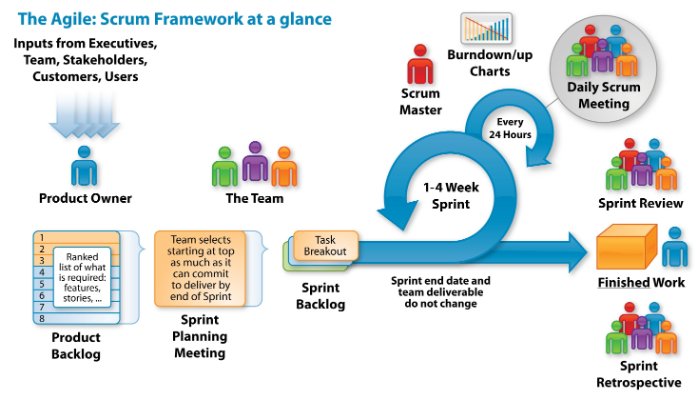 The Agile: Scrum Framework at a glance
Inputs from Executives,
Team, Stakeholders,
Customers, Users
Product Owner
The Team
1
2
3
4
5
6
7
8
Ranked
list of what
is required:
features,
stories, ...
Product
Backlog
Team selects
starting at top
as much as it
can commit
to deliver by
end of Sprint
Sprint
Planning
Meeting
Task
Breakout
Sprint
Backlog
Scrum
Master
Burndown/up
Charts
Every
24 Hours
1-4 Week
Sprint
Daily Scrum
Meeting
Sprint end date and
team deliverable
do not change
Sprint Review
Finished Work
Sprint
Retrospective